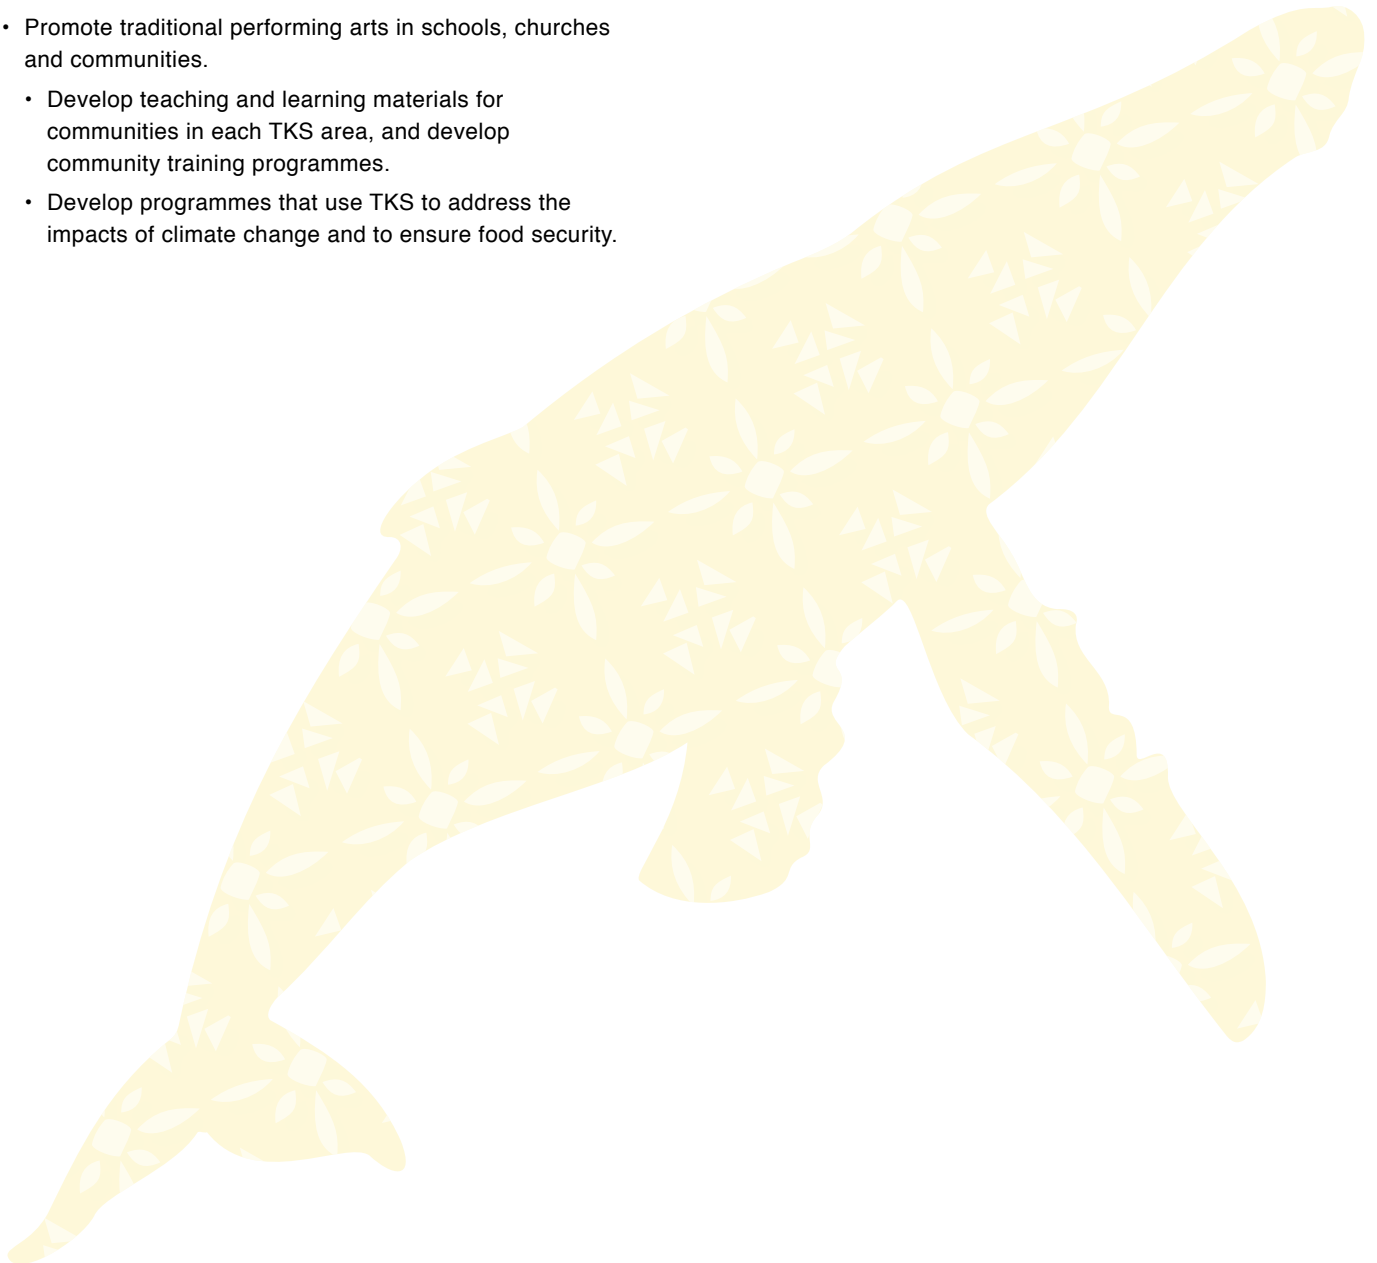 • Promote traditional performing arts in schools, churches
and communities.
• Develop teaching and learning materials for
communities in each TKS area, and develop
community training programmes.
• Develop programmes that use TKS to address the
impacts of climate change and to ensure food security.